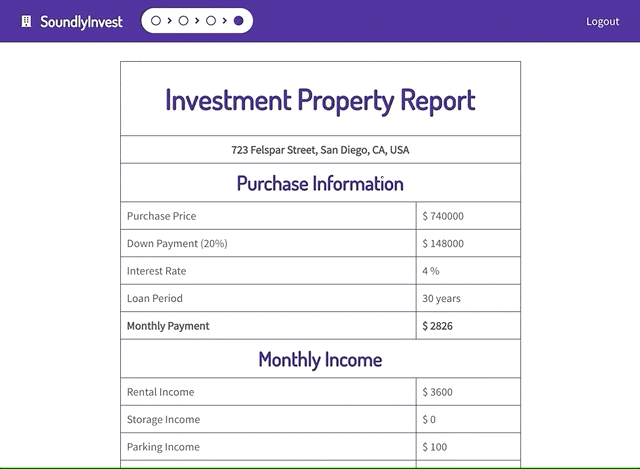 SoundlyInvest
Logout
Investment Property Report
723 Felspar Street, San Diego, CA, USA
Purchase Information
Purchase Price $ 740000
Down Payment (20%) $ 148000
Interest Rate 4 %
Loan Period 30 years
Monthly Payment $ 2826
Monthly Income
Rental Income $ 3600
Storage Income $ 0
Parking Income $ 100